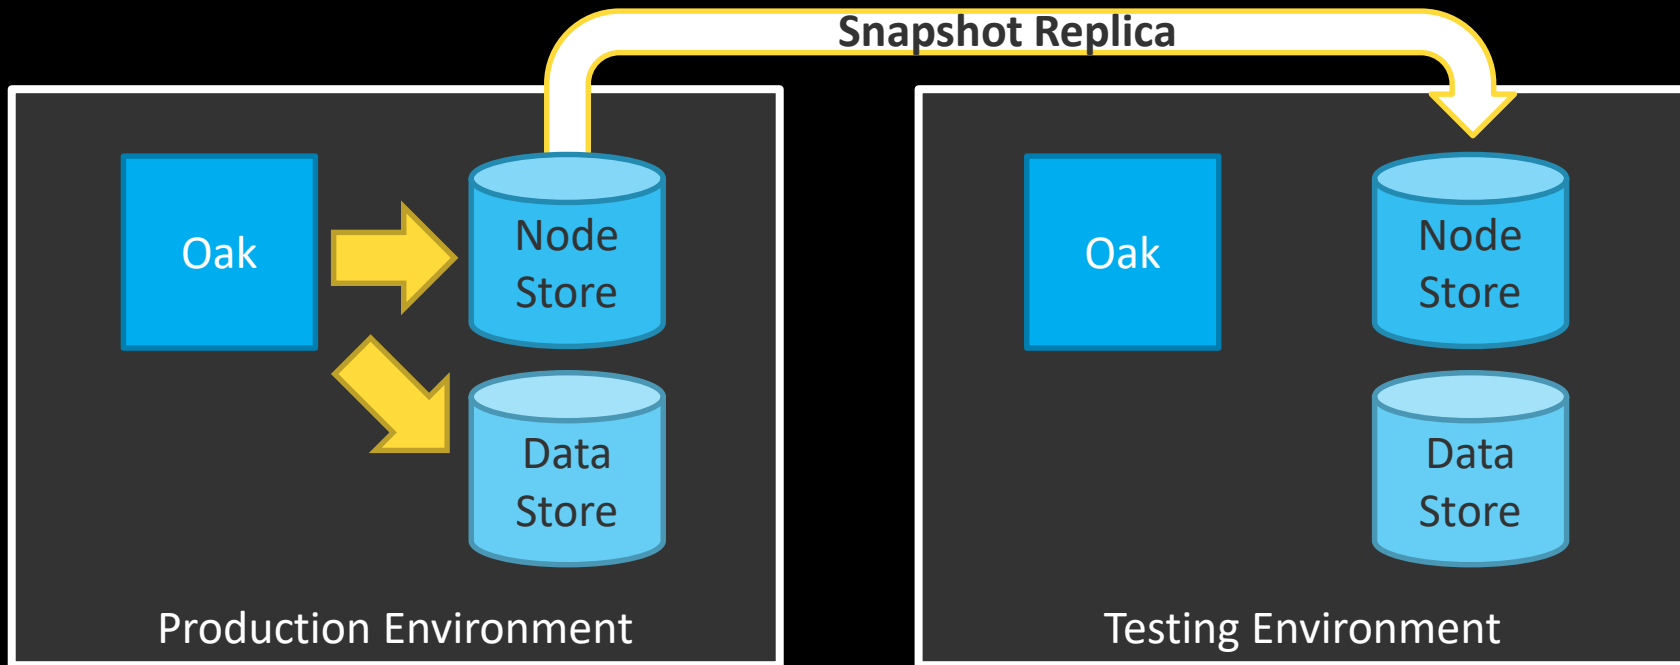 Snapshot Replica
Oak
Node
Store
Data
Store
Production Environment
Oak
Node
Store
Data
Store
Testing Environment